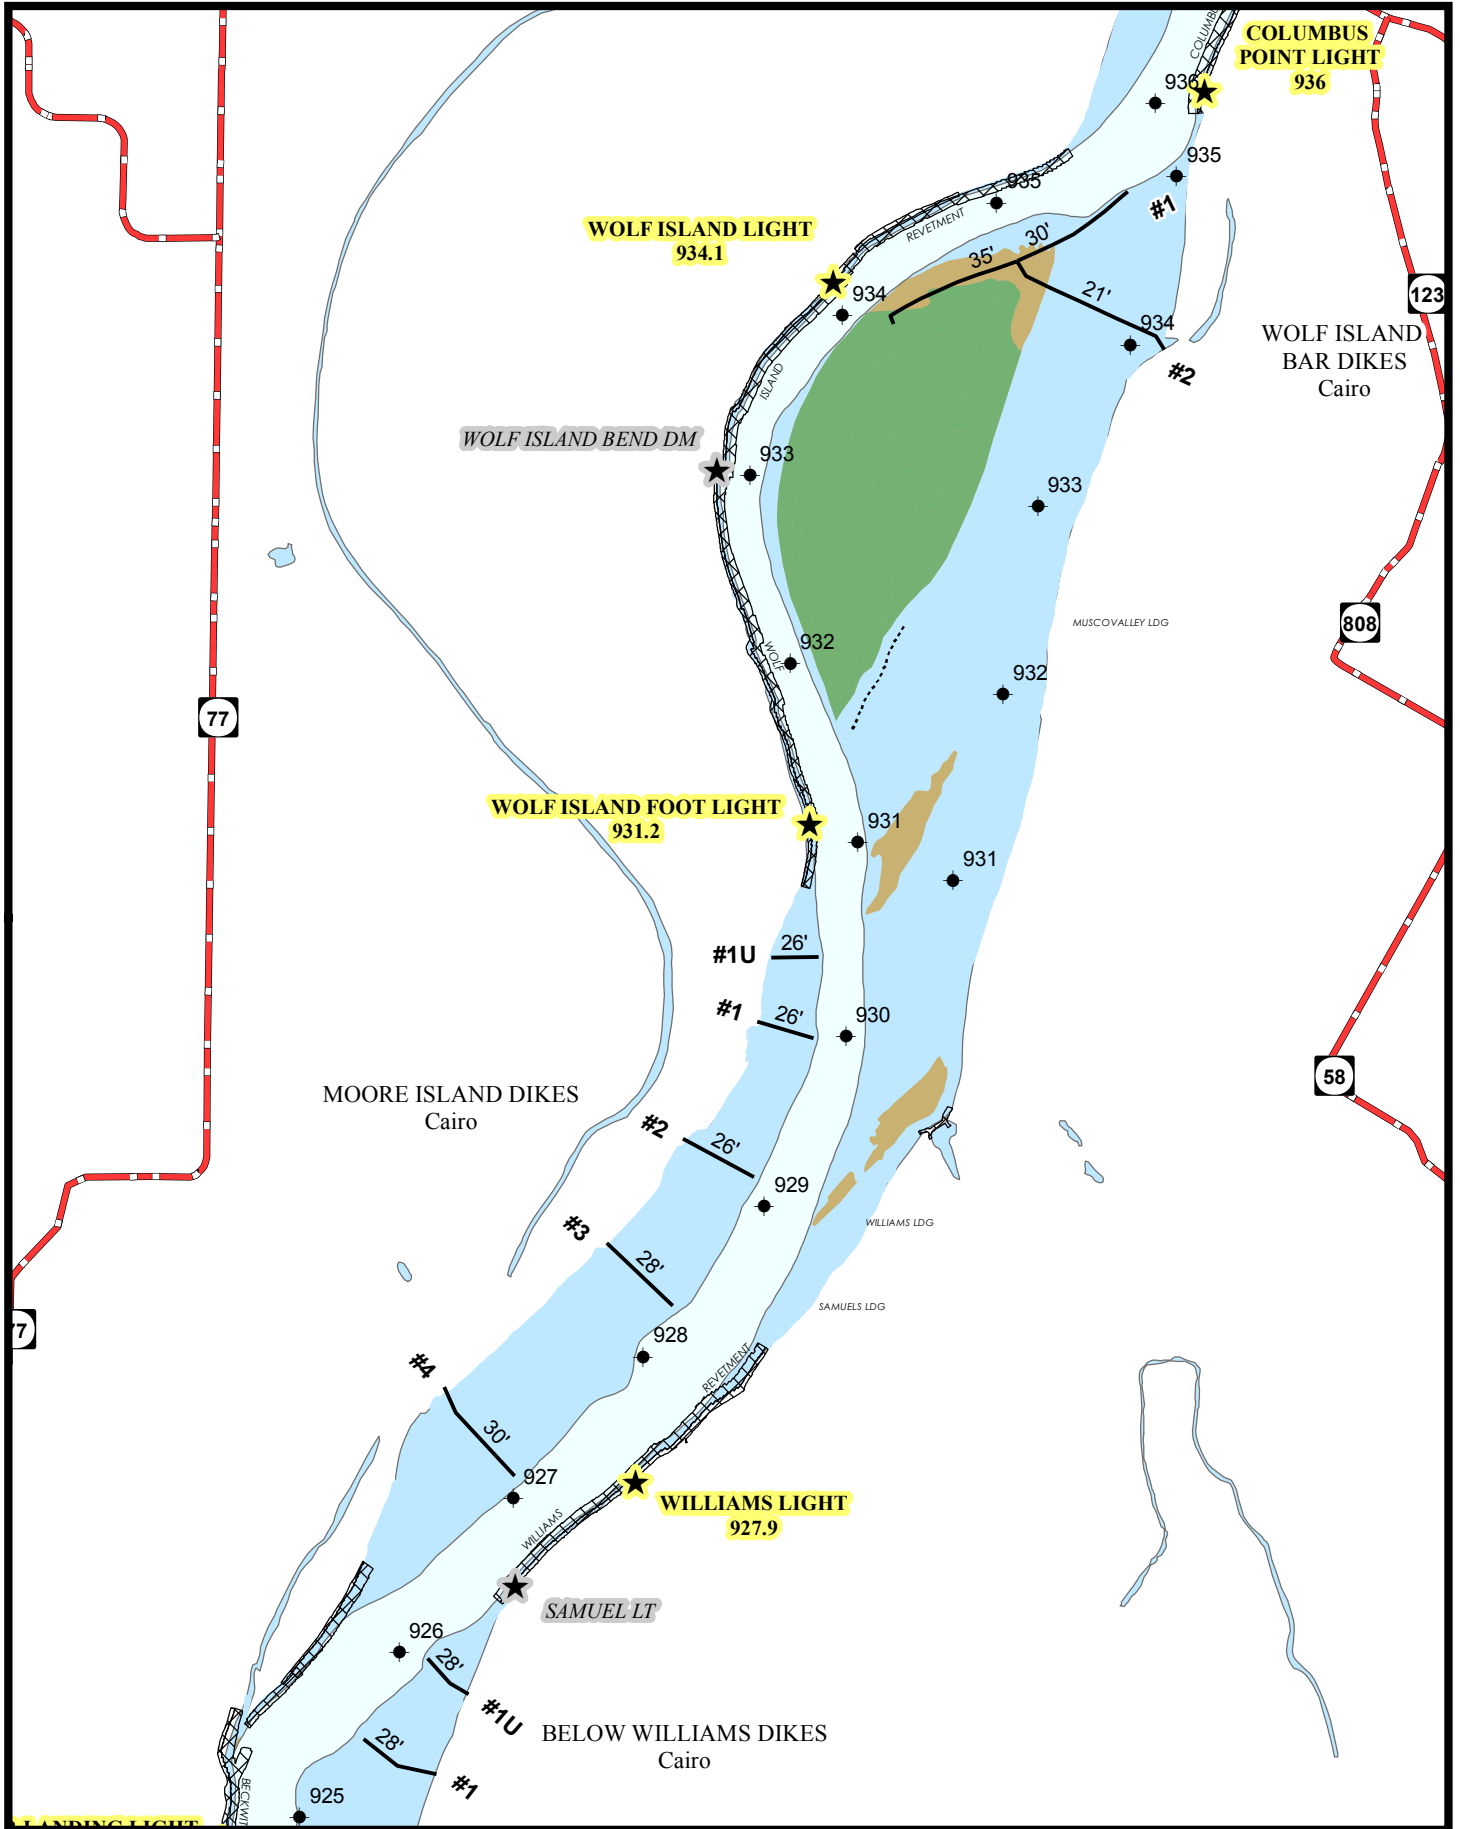 COLUMBUS
POINT LIGHT
936
936
935
935
#1
WOLF ISLAND LIGHT
934.1
REVETMENT
30'
35'
21'
934
934
#2
123
WOLF ISLAND
BAR DIKES
Cairo
ISLAND
WOLF ISLAND BEND DM
933
933
808
MUSCOVALLEY LDG
WOLF
932
932
77
WOLF ISLAND FOOT LIGHT
931.2
931
931
#1U
26'
#1
26'
930
58
MOORE ISLAND DIKES
Cairo
#2
26'
929
#3
28'
WILLIAMS LDG
SAMUELS LDG
77
928
REVETMENT
#4
30'
927
WILLIAMS LIGHT
927.9
WILLIAMS
SAMUEL LT
926
28'
#1U
BELOW WILLIAMS DIKES
Cairo
28'
#1
925
LANDING LIGHT